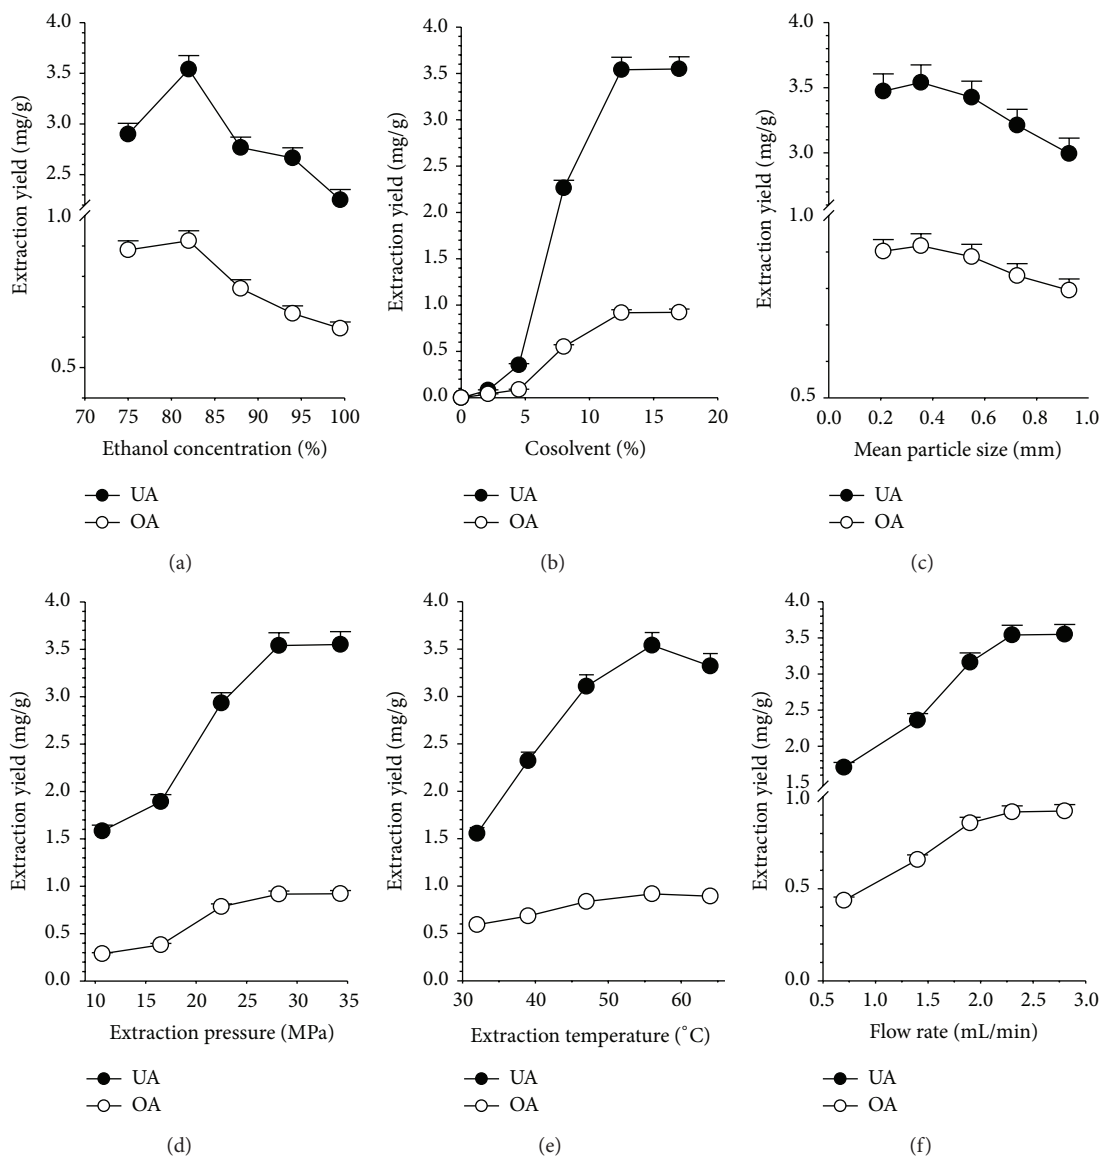 4.0
3.5
3.0
2.5
1.0
0.5
Extraction yield (mg/g)
70 75 80 85 90 95 100
Ethanol concentration (%)
UA
OA
(a)
4.0
3.5
3.0
2.5
2.0
1.5
1.0
0.5
0.0
Extraction yield (mg/g)
0 5 10 15 20
Cosolvent (%)
UA
OA
(b)
4.0
3.5
3.0
1.0
0.5
Extraction yield (mg/g)
0.0 0.2 0.4 0.6 0.8 1.0
Mean particle size (mm)
UA
OA
(c)
4.0
3.5
3.0
2.5
2.0
1.5
1.0
0.5
0.0
Extraction yield (mg/g)
10 16 22 28 35
Extraction pressure (MPa)
UA
OA
(d)
4.0
3.5
3.0
2.5
2.0
1.5
1.0
0.5
0.0
Extraction yield (mg/g)
30 40 50 60
Extraction temperature (°C)
UA
OA
(e)
4.0
3.5
3.0
2.5
2.0
1.5
1.0
0.5
0.0
Extraction yield (mg/g)
0.5 1.0 1.5 2.0 2.5 3.0
Flow rate (mL/min)
UA
OA
(f)